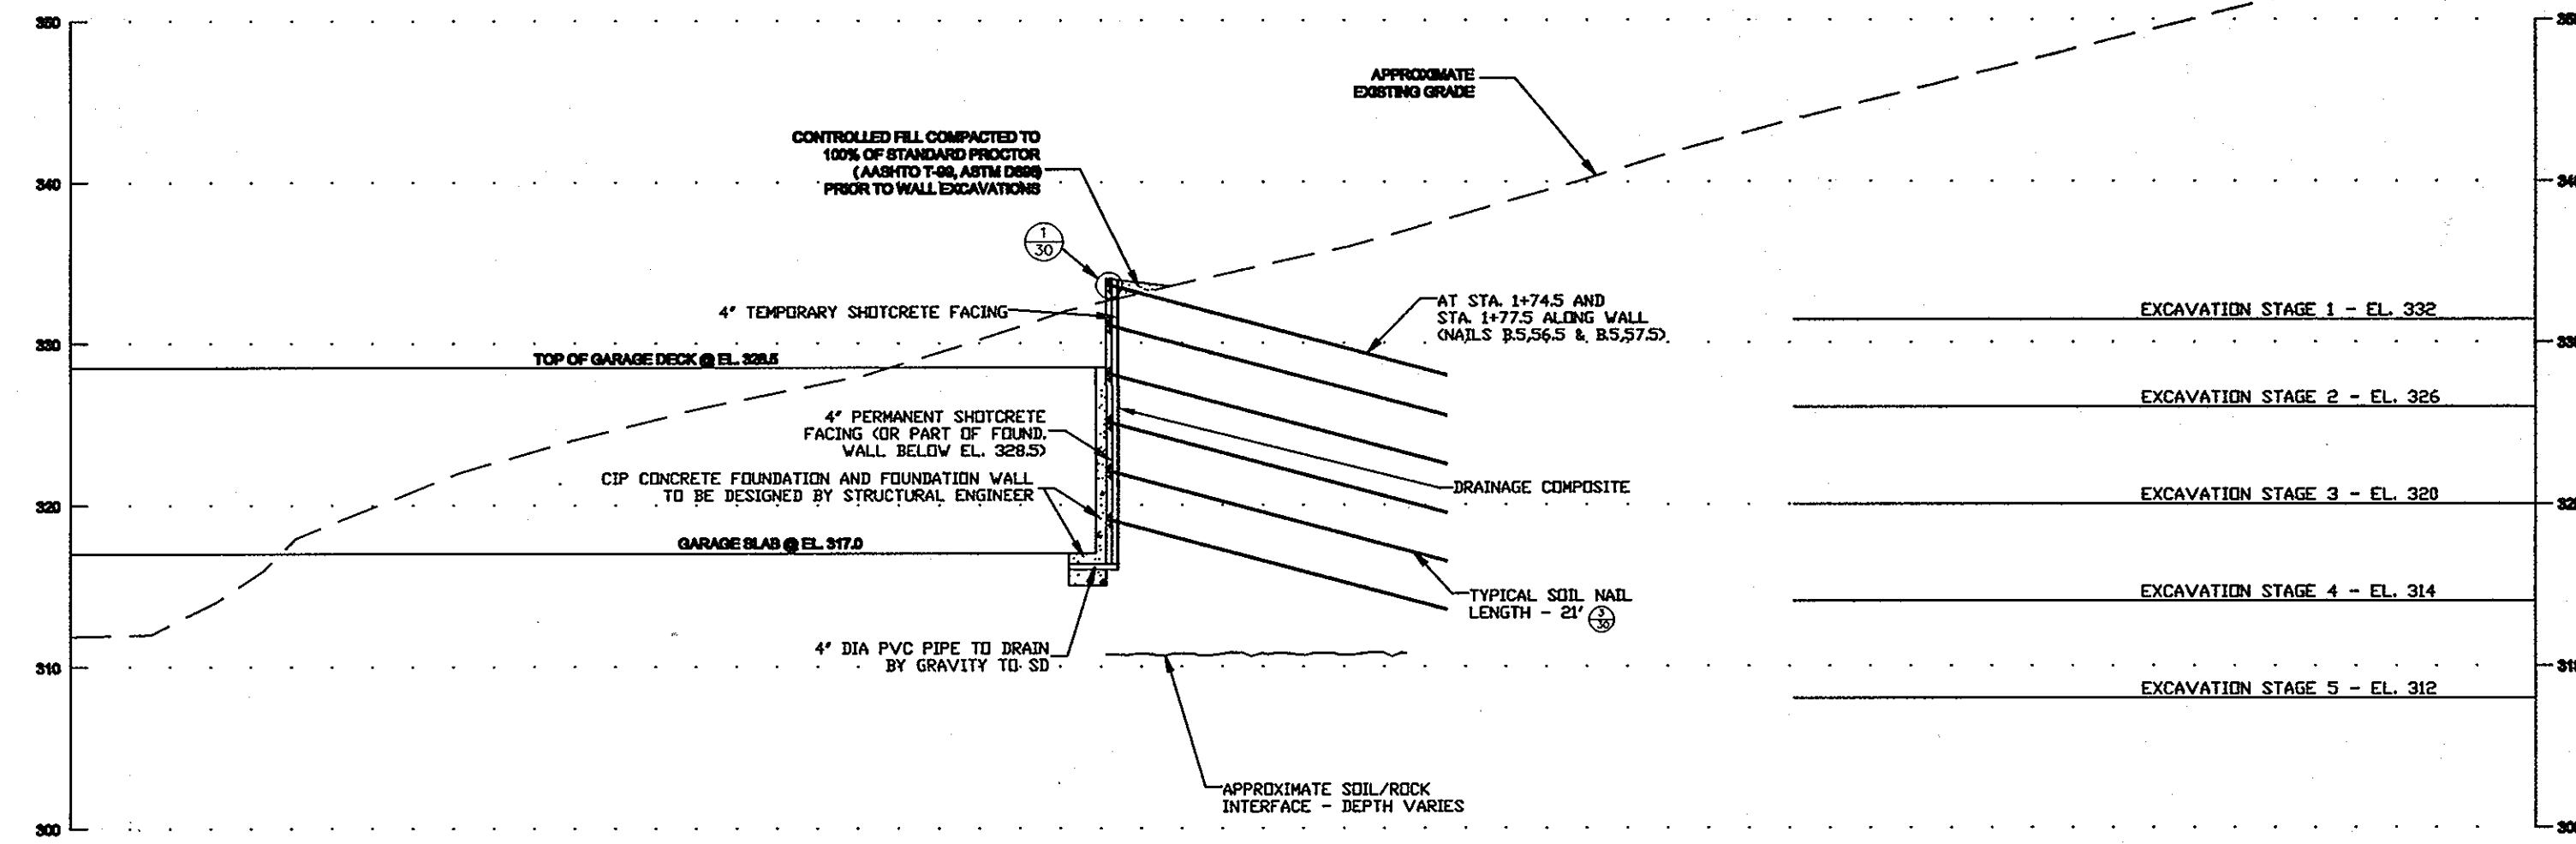 350
350
APPROXIMATE
EXISTING GRADE
CONTROLLED FILL COMPACTED TO
100% OF STANDARD PROCTOR
(AASHTO T-99, ASTM D698)
PRIOR TO WALL EXCAVATIONS
340
340
1
30
4" TEMPORARY SHOTCRETE FACING
AT STA. 1+74.5 AND
STA. 1+77.5 ALONG WALL
(NAILS B.5,56.5 & B.5,57.5)
EXCAVATION STAGE 1 - EL. 332
330
330
TOP OF GARAGE DECK @ EL. 328.5
EXCAVATION STAGE 2 - EL. 326
4" PERMANENT SHOTCRETE
FACING (OR PART OF FOUND.
WALL BELOW EL. 328.5)
CIP CONCRETE FOUNDATION AND FOUNDATION WALL
TO BE DESIGNED BY STRUCTURAL ENGINEER
DRAINAGE COMPOSITE
EXCAVATION STAGE 3 - EL. 320
320
320
GARAGE SLAB @ EL. 317.0
TYPICAL SOIL NAIL
LENGTH - 21'
3
30
EXCAVATION STAGE 4 - EL. 314
4" DIA PVC PIPE TO DRAIN
BY GRAVITY TO SD
310
310
EXCAVATION STAGE 5 - EL. 312
APPROXIMATE SOIL/ROCK
INTERFACE - DEPTH VARIES
300
300